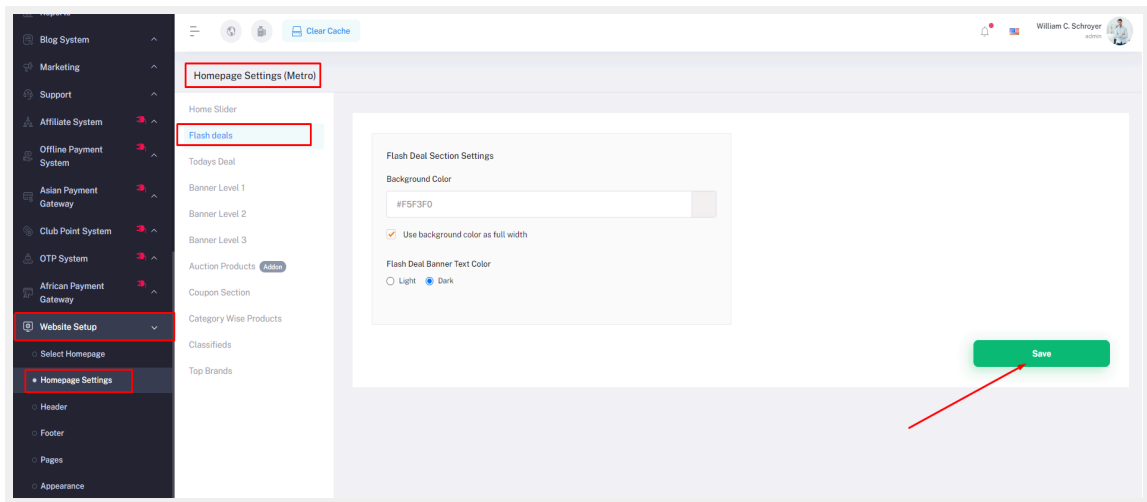 Blog System
Marketing
Support
Affiliate System
Offline Payment
System
Asian Payment
Gateway
Club Point System
OTP System
African Payment
Gateway
Website Setup
Select Homepage
Homepage Settings
Header
Footer
Pages
Appearance
Clear Cache
William C. Schroyer
admin
Homepage Settings (Metro)
Home Slider
Flash deals
Todays Deal
Banner Level 1
Banner Level 2
Banner Level 3
Auction Products Addon
Coupon Section
Category Wise Products
Classifieds
Top Brands
Flash Deal Section Settings
Background Color
#F5F3F0
Use background color as full width
Flash Deal Banner Text Color
Light Dark
Save